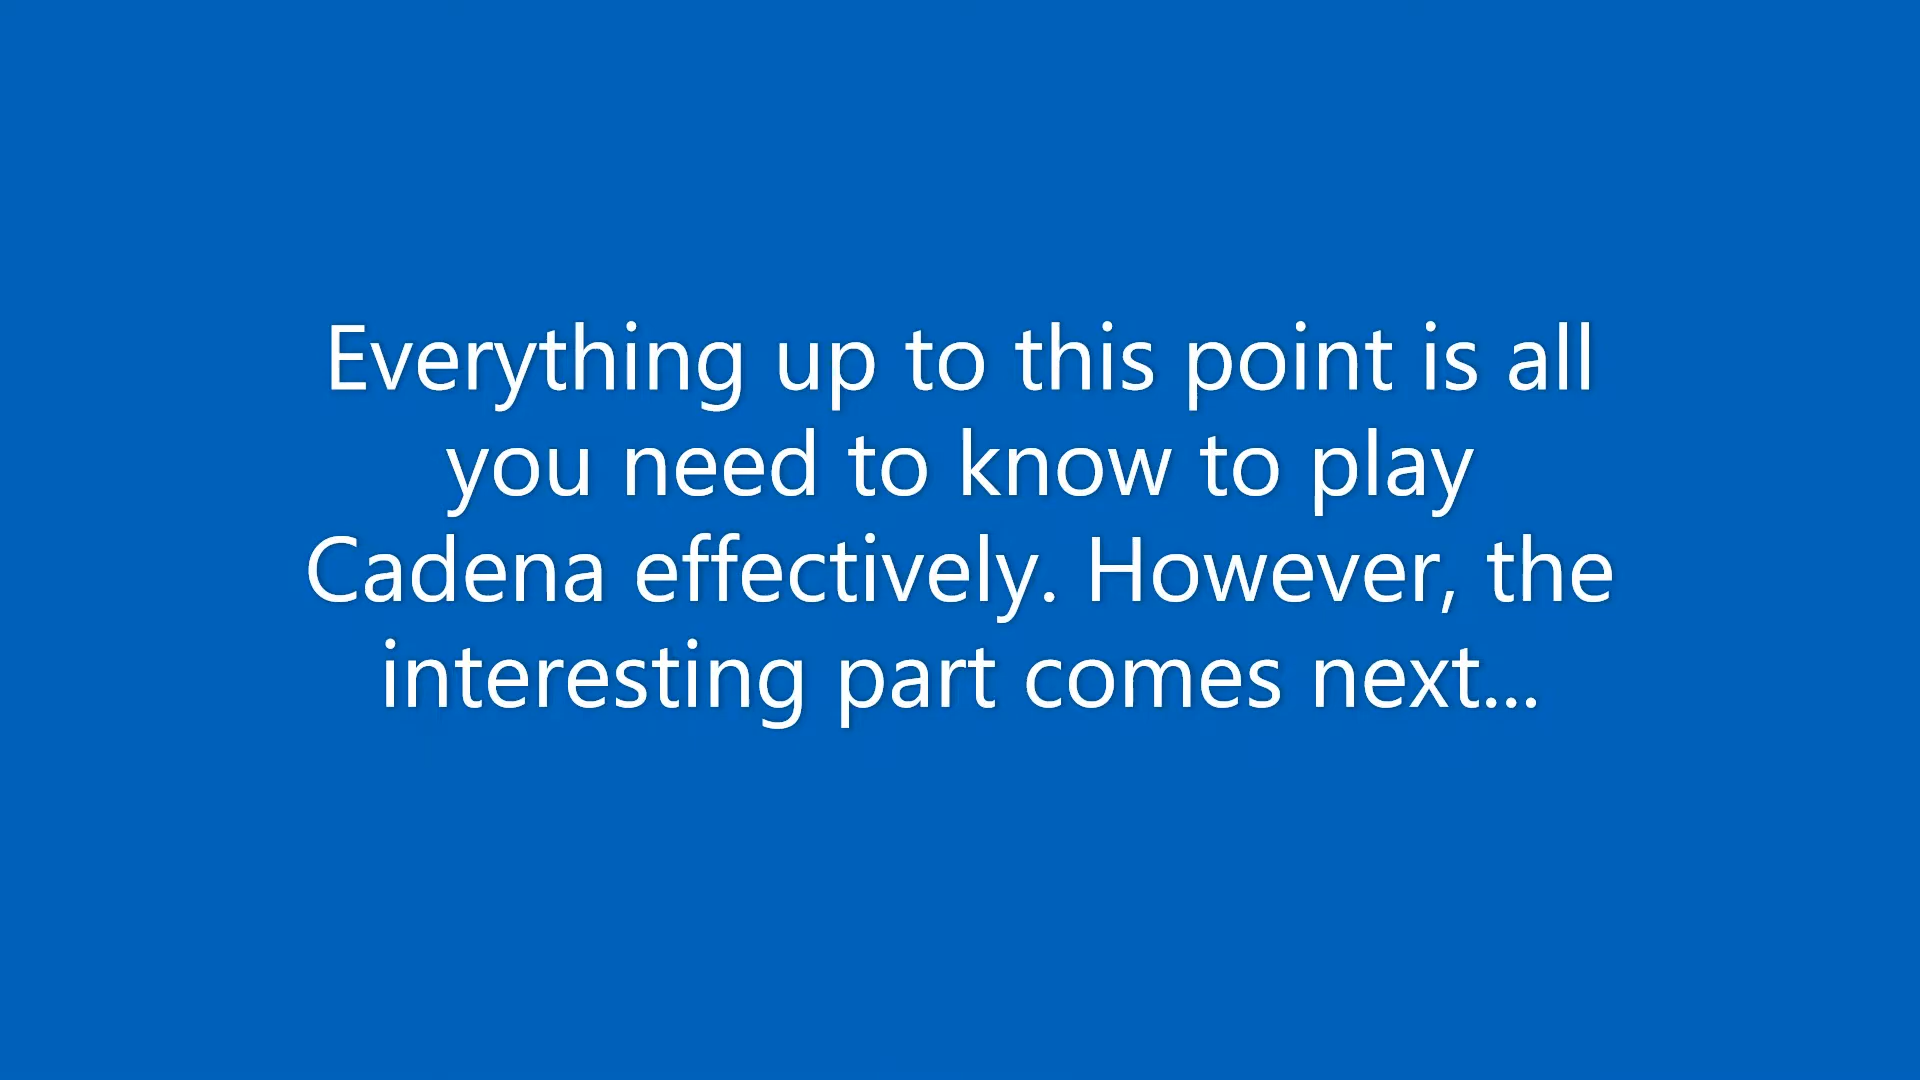 Everything up to this point is all
you need to know to play
Cadena effectively. However, the
interesting part comes next...